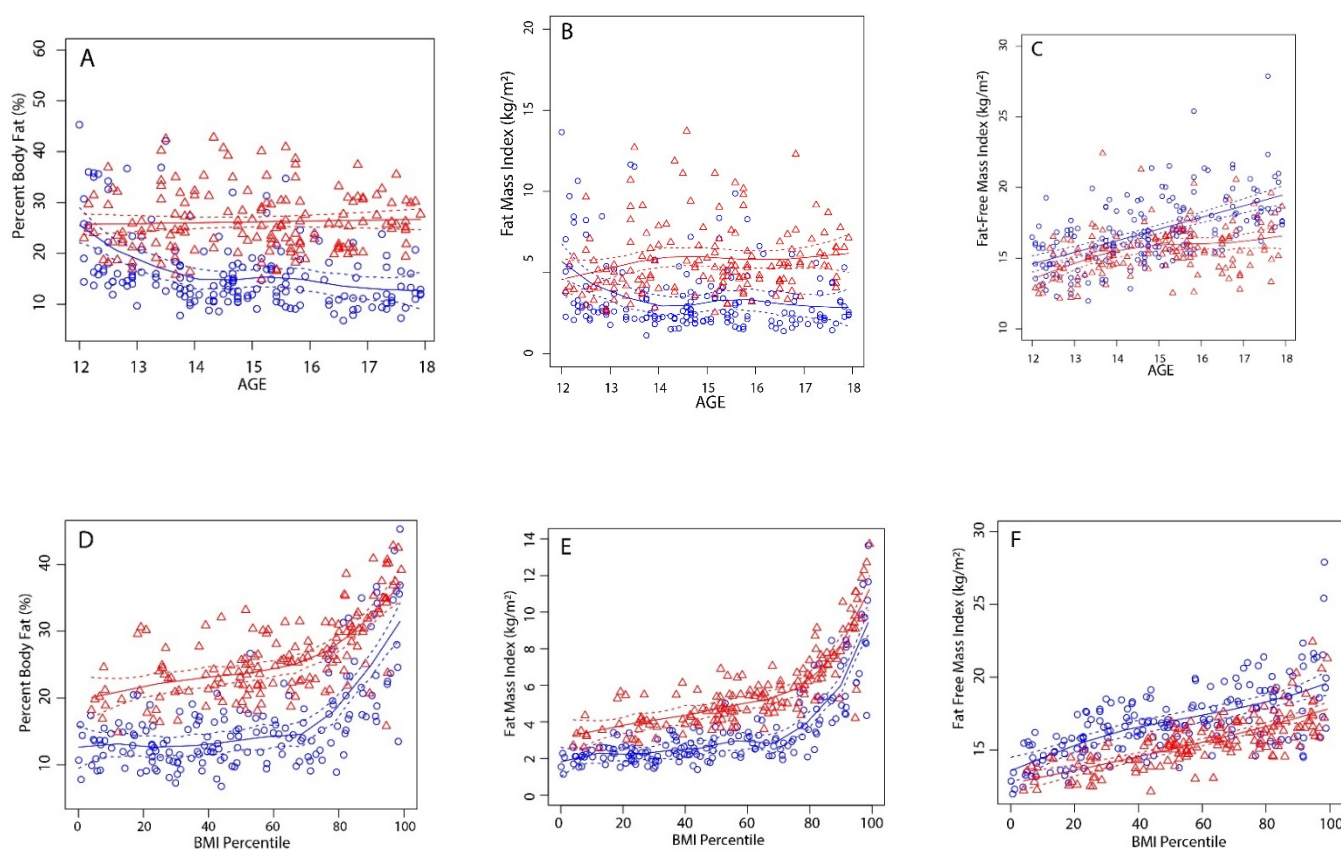 A
Percent Body Fat (%)
60
50
40
30
20
10
12 13 14 15 16 17 18
AGE
B
Fat Mass Index (kg/m²)
20
15
10
5
0
12 13 14 15 16 17 18
AGE
C
Fat-Free Mass Index (kg/m²)
30
25
20
15
10
12 13 14 15 16 17 18
AGE
D
Percent Body Fat (%)
40
30
20
10
0 20 40 60 80 100
BMI Percentile
E
Fat Mass Index (kg/m²)
14
12
10
8
6
4
2
0
0 20 40 60 80 100
BMI Percentile
F
Fat Free Mass Index (kg/m²)
30
25
20
15
0 20 40 60 80 100
BMI Percentile